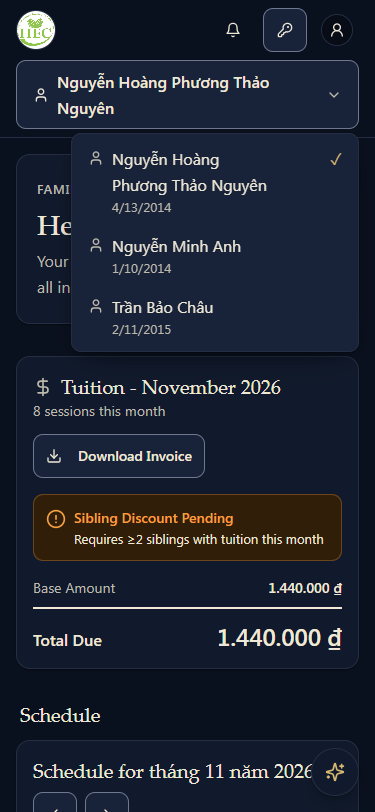 HEC
Nguyễn Hoàng Phương Thảo
Nguyên
Nguyễn Hoàng
Phương Thảo Nguyên
4/13/2014
Nguyễn Minh Anh
1/10/2014
Trần Bảo Châu
2/11/2015
FAMI
He
Your
all in
Tuition - November 2026
8 sessions this month
Download Invoice
Sibling Discount Pending
Requires ≥2 siblings with tuition this month
Base Amount 1.440.000 ₫
Total Due 1.440.000 ₫
Schedule
Schedule for tháng 11 năm 2026